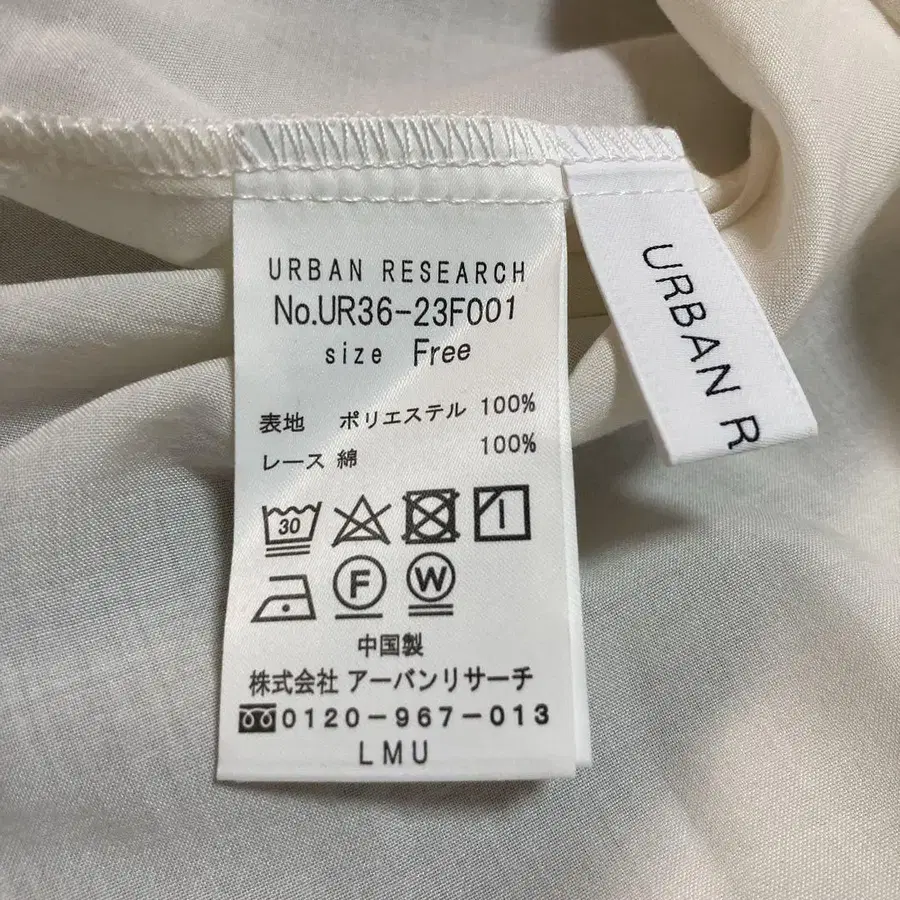 URBAN RESEARCH
No.UR36-23F001
size Free
表地 ポリエステル 100%
レース 綿 100%
30
F W
中国製
株式会社 アーバンリサーチ
0120-967-013
LMU
URBAN R